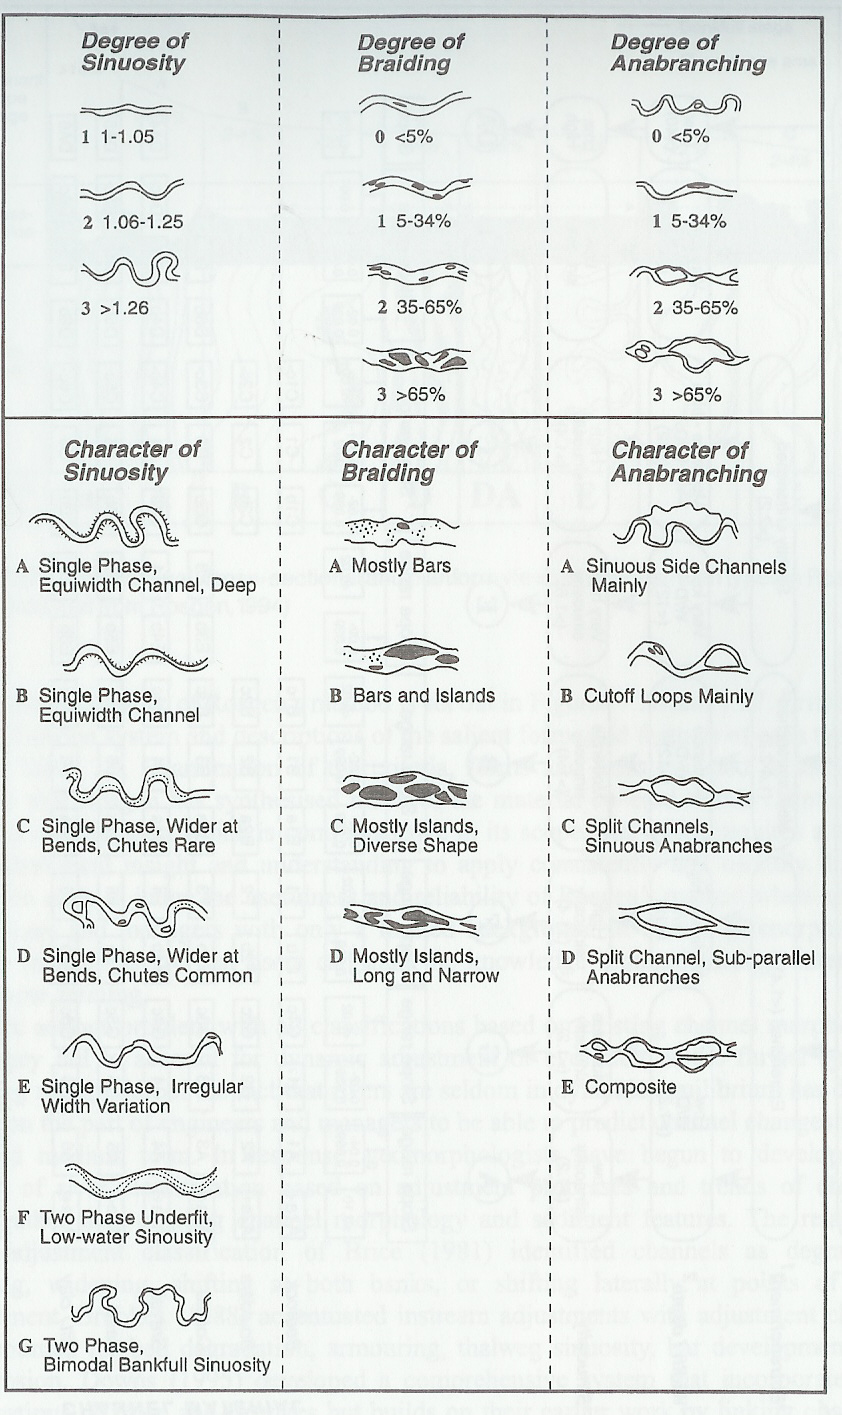 Degree of
Sinuosity
1 1-1.05
2 1.06-1.25
3 >1.26
Degree of
Braiding
0 <5%
1 5-34%
2 35-65%
3 >65%
Degree of
Anabranching
0 <5%
1 5-34%
2 35-65%
3 >65%
Character of
Sinuosity
A Single Phase,
Equiwidth Channel, Deep
B Single Phase,
Equiwidth Channel
C Single Phase, Wider at
Bends, Chutes Rare
D Single Phase, Wider at
Bends, Chutes Common
E Single Phase, Irregular
Width Variation
F Two Phase Underfit,
Low-water Sinousity
G Two Phase,
Bimodal Bankfull Sinuosity
Character of
Braiding
A Mostly Bars
B Bars and Islands
C Mostly Islands,
Diverse Shape
D Mostly Islands,
Long and Narrow
Character of
Anabranching
A Sinuous Side Channels
Mainly
B Cutoff Loops Mainly
C Split Channels,
Sinuous Anabranches
D Split Channel, Sub-parallel
Anabranches
E Composite